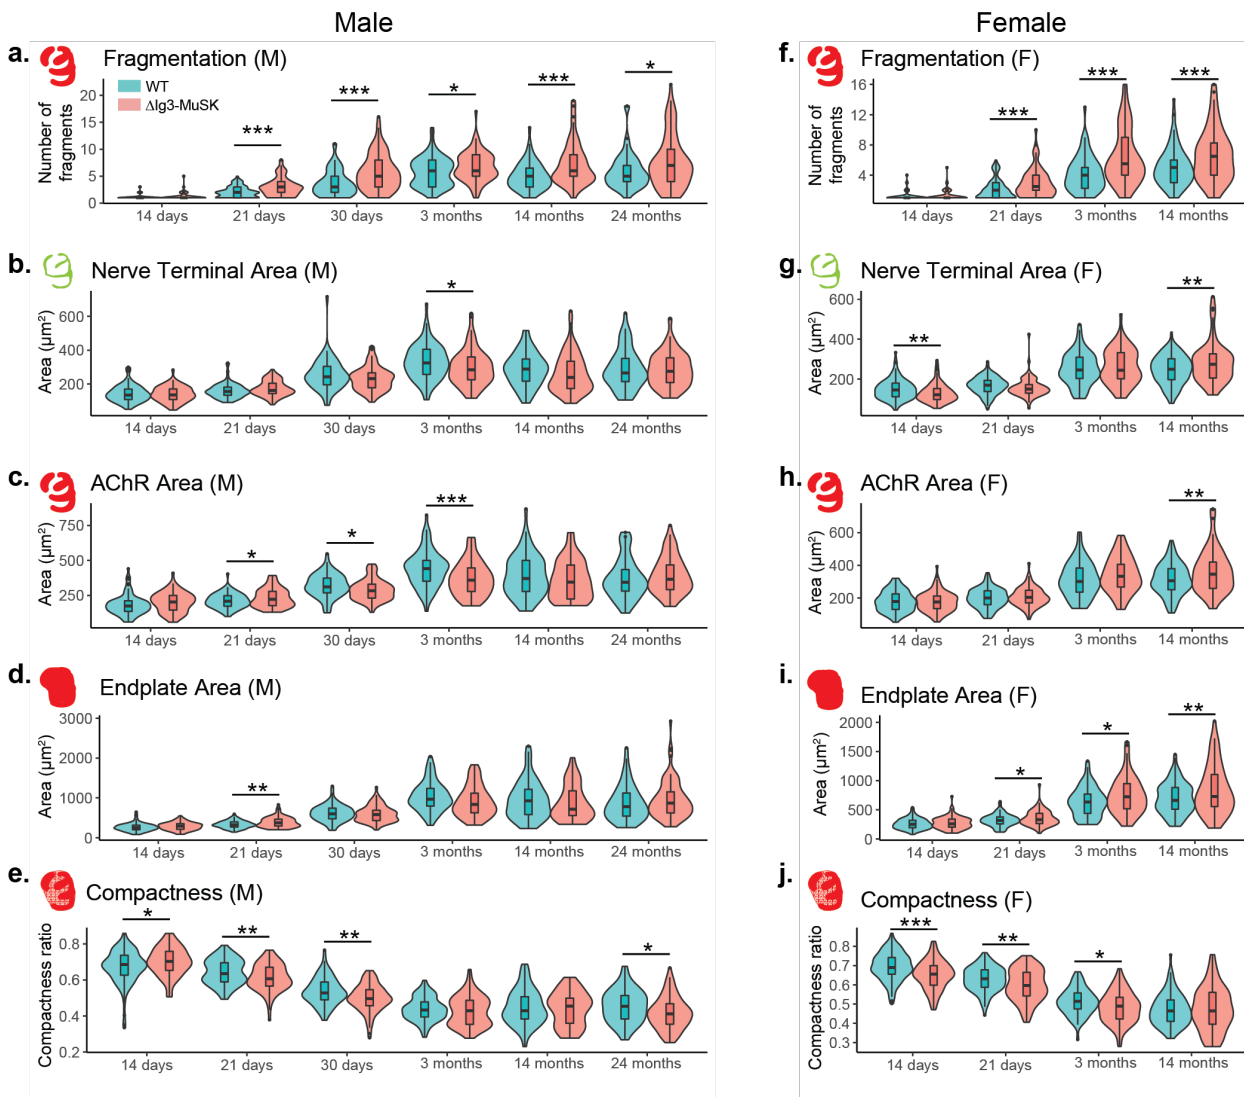 Male
Female
a.
Fragmentation (M)
WT
ΔIg3-MuSK
Number of
fragments
20
15
10
5
0
***
***
*
***
*
14 days
21 days
30 days
3 months
14 months
24 months
f.
Fragmentation (F)
Number of
fragments
16
12
8
4
***
***
***
14 days
21 days
3 months
14 months
b.
Nerve Terminal Area (M)
Area (µm²)
600
400
200
*
14 days
21 days
30 days
3 months
14 months
24 months
g.
Nerve Terminal Area (F)
Area (µm²)
600
400
200
**
**
14 days
21 days
3 months
14 months
c.
AChR Area (M)
Area (µm²)
750
500
250
*
*
***
14 days
21 days
30 days
3 months
14 months
24 months
h.
AChR Area (F)
Area (µm²)
600
400
200
**
14 days
21 days
3 months
14 months
d.
Endplate Area (M)
Area (µm²)
3000
2000
1000
0
**
14 days
21 days
30 days
3 months
14 months
24 months
i.
Endplate Area (F)
Area (µm²)
2000
1500
1000
500
0
*
*
**
14 days
21 days
3 months
14 months
e.
Compactness (M)
Compactness ratio
0.8
0.6
0.4
0.2
*
**
**
*
14 days
21 days
30 days
3 months
14 months
24 months
j.
Compactness (F)
Compactness ratio
0.8
0.7
0.6
0.5
0.4
0.3
***
**
*
14 days
21 days
3 months
14 months